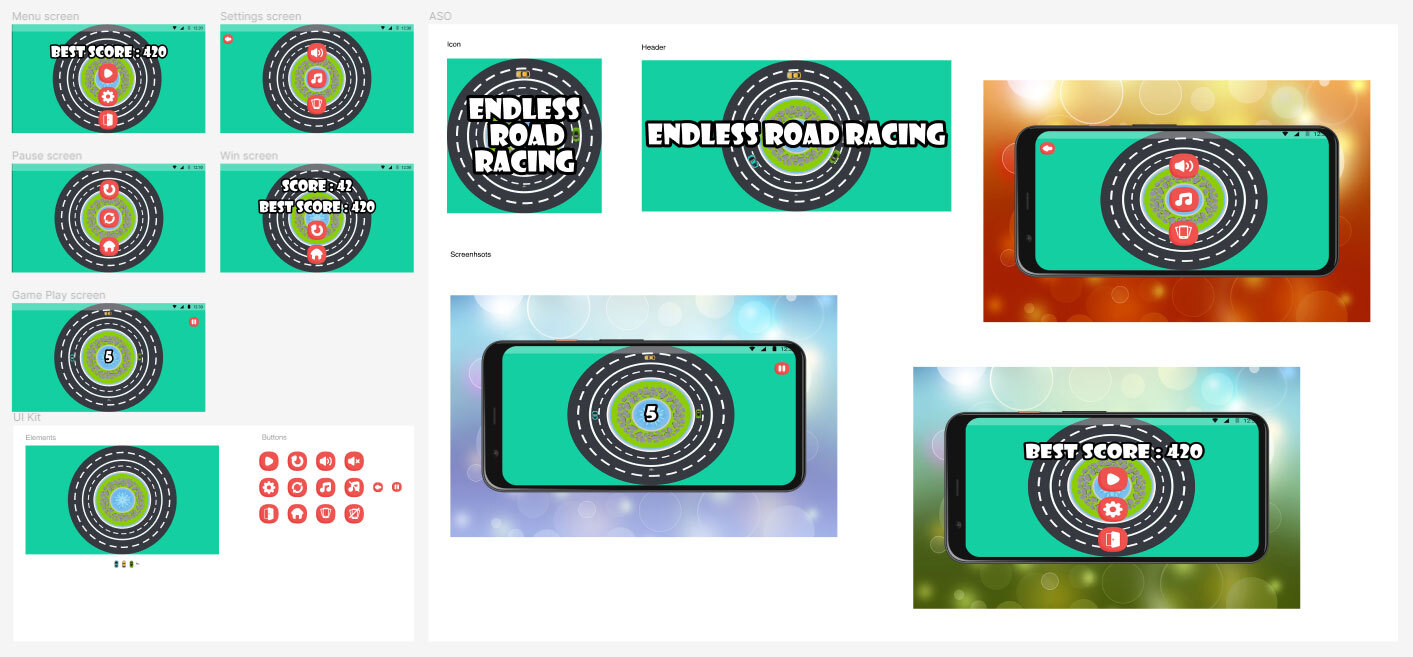 Menu screen
BEST SCORE : 420
Settings screen
Pause screen
Win screen
SCORE : 42
BEST SCORE : 420
Game Play screen
5
UI Kit
Elements
Buttons
ASO
Icon
ENDLESS
ROAD
RACING
Header
ENDLESS ROAD RACING
Screenhsots
5
BEST SCORE : 420